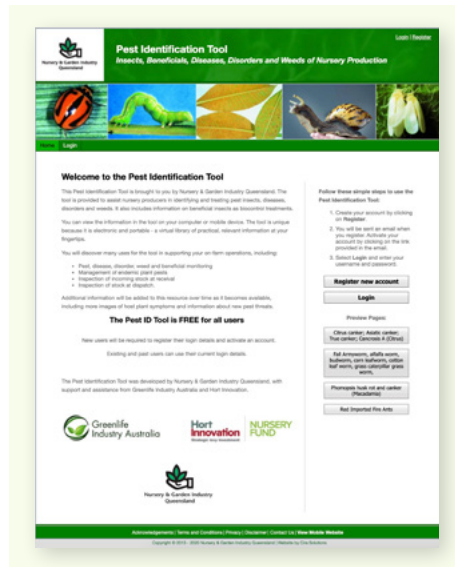 Login | Register
Nursery & Garden Industry
Queensland
Pest Identification Tool
Insects, Beneficials, Diseases, Disorders and Weeds of Nursery Production
Home Login
Welcome to the Pest Identification Tool
This Pest Identification Tool is brought to you by Nursery & Garden Industry Queensland. The
tool is provided to assist nursery producers in identifying and treating pest insects, diseases,
disorders and weeds. It also includes information on beneficial insects as biocontrol treatments.
You can view the information in the tool on your computer or mobile device. The tool is unique
because it is electronic and portable - a virtual library of practical, relevant information at your
fingertips.
You will discover many uses for the tool in supporting your on farm operations, including:
Pest, disease, disorder, weed and beneficial monitoring
Management of endemic plant pests
Inspection of incoming stock at receival
Inspection of stock at dispatch.
Additional information will be added to this resource over time as it becomes available,
including more images of host plant symptoms and information about new pest threats.
The Pest ID Tool is FREE for all users
New users will be required to register their login details and activate an account.
Existing and past users can use their current login details.
The Pest Identification Tool was developed by Nursery & Garden Industry Queensland, with
support and assistance from Greenlife Industry Australia and Hort Innovation.
Greenlife
Industry Australia
Hort
Innovation
Strategic levy investment
NURSERY
FUND
Nursery & Garden Industry
Queensland
Follow these simple steps to use the
Pest Identification Tool:
1. Create your account by clicking
on Register.
2. You will be sent an email when
you register. Activate your
account by clicking on the link
provided in the email.
3. Select Login and enter your
username and password.
Register new account
Login
Preview Pages:
Citrus canker; Asiatic canker;
True canker; Cancrosis A (Citrus)
Fall Armyworm, alfalfa worm,
budworm, corn leafworm, cotton
leaf worm, grass caterpillar grass
worm,
Phomopsis husk rot and canker
(Macadamia)
Red Imported Fire Ants
Acknowledgements | Terms and Conditions | Privacy | Disclaimer | Contact Us | View Mobile Website
Copyright © 2013 - 2020 Nursery & Garden Industry Queensland | Website by